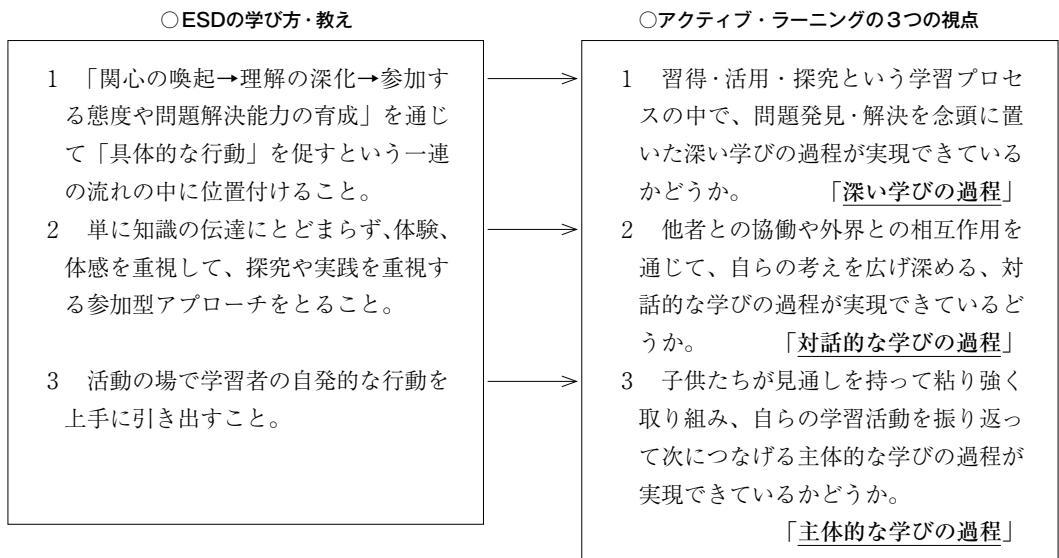 ○ESDの学び方・教え
1 「関心の喚起→理解の深化→参加す
る態度や問題解決能力の育成」を通じ
て「具体的な行動」を促すという一連
の流れの中に位置付けること。
2 単に知識の伝達にとどまらず、体験、
体感を重視して、探究や実践を重視す
る参加型アプローチをとること。
3 活動の場で学習者の自発的な行動を
上手に引き出すこと。
○アクティブ・ラーニングの3つの視点
1 習得・活用・探究という学習プロセ
スの中で、問題発見・解決を念頭に置
いた深い学びの過程が実現できている
かどうか。 「深い学びの過程」
2 他者との協働や外界との相互作用を
通じて、自らの考えを広げ深める、対
話的な学びの過程が実現できているど
うか。 「対話的な学びの過程」
3 子供たちが見通しを持って粘り強く
取り組み、自らの学習活動を振り返っ
て次につなげる主体的な学びの過程が
実現できているかどうか。
「主体的な学びの過程」